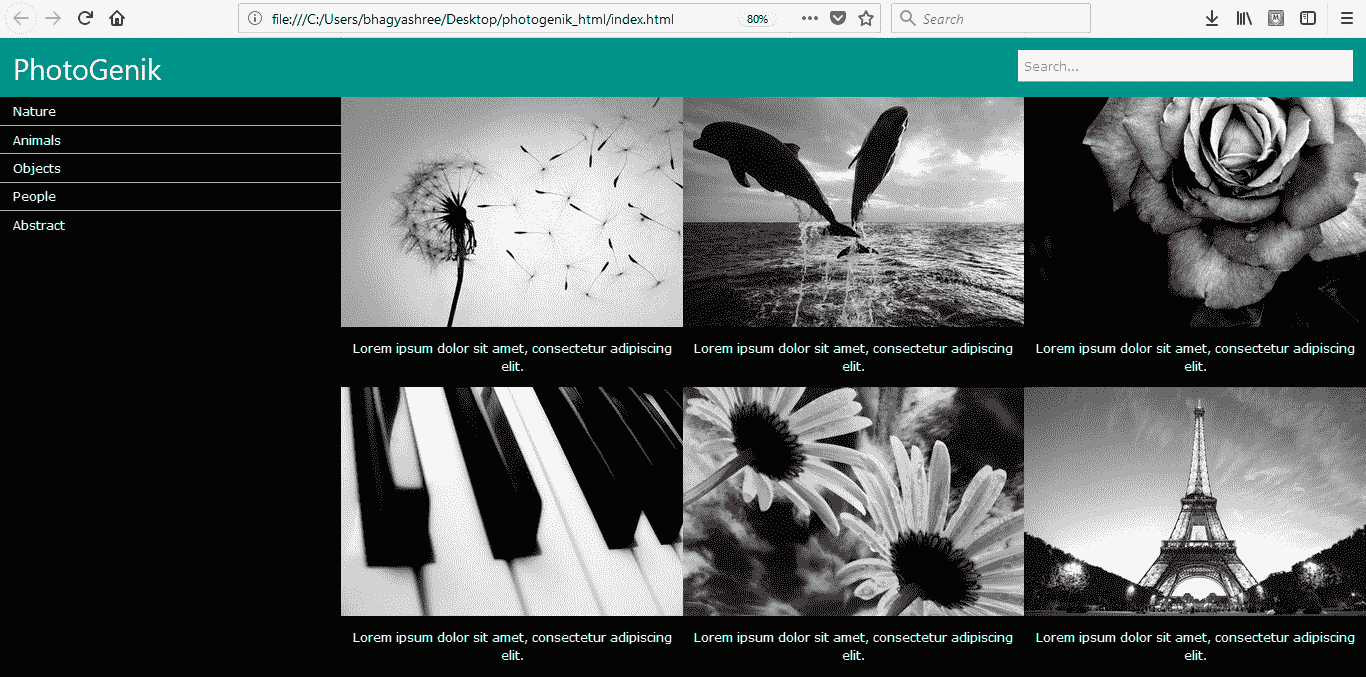 file:///C:/Users/bhagyashree/Desktop/photogenik_html/index.html
80%
Search
PhotoGenik
Search...
Nature
Animals
Objects
People
Abstract
Lorem ipsum dolor sit amet, consectetur adipiscing
elit.
Lorem ipsum dolor sit amet, consectetur adipiscing
elit.
Lorem ipsum dolor sit amet, consectetur adipiscing
elit.
Lorem ipsum dolor sit amet, consectetur adipiscing
elit.
Lorem ipsum dolor sit amet, consectetur adipiscing
elit.
Lorem ipsum dolor sit amet, consectetur adipiscing
elit.